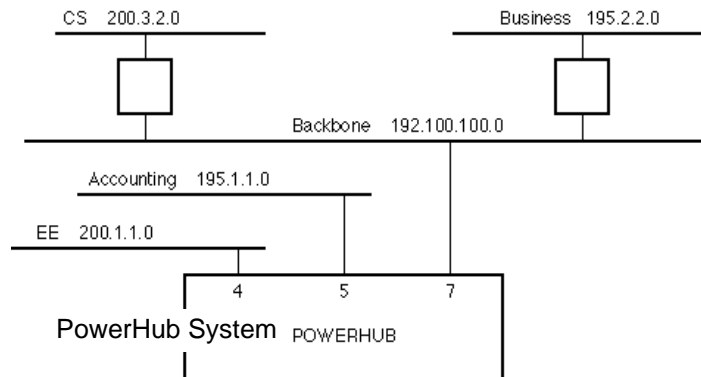 CS 200.3.2.0
Business 195.2.2.0
Backbone 192.100.100.0
Accounting 195.1.1.0
EE 200.1.1.0
4 5 7
PowerHub System
POWERHUB